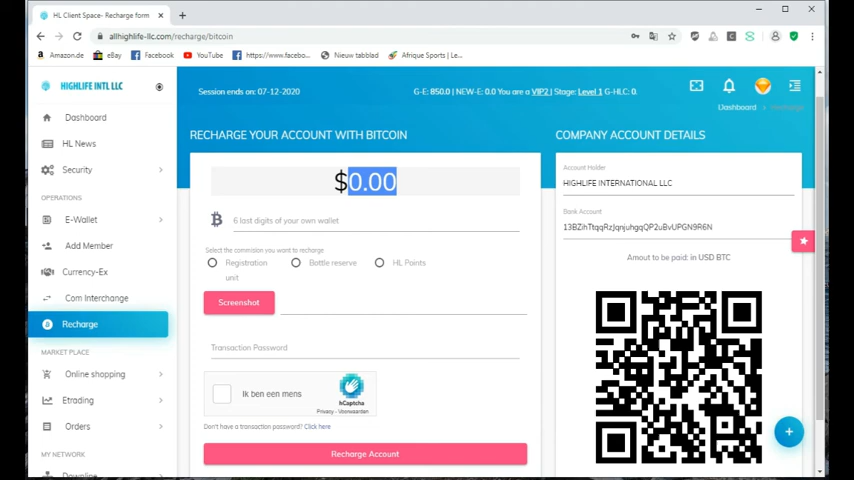 HL Client Space- Recharge form
allhighlife-llc.com/recharge/bitcoin
Amazon.de
eBay
Facebook
YouTube
https://www.facebo...
Nieuw tabblad
Afrique Sports | Le...
HIGHLIFE INTL LLC
Session ends on: 07-12-2020
G-E: 850.0 | NEW-E: 0.0 You are a VIP2 | Stage: Level 1 | G-HLC: 0.
Dashboard > Recharge
Dashboard
HL News
Security
OPERATIONS
E-Wallet
Add Member
Currency-Ex
Com Interchange
Recharge
MARKET PLACE
Online shopping
Etrading
Orders
MY NETWORK
Downline
RECHARGE YOUR ACCOUNT WITH BITCOIN
$0.00
6 last digits of your own wallet
Select the commision you want to recharge.
Registration unit
Bottle reserve
HL Points
Screenshot
Transaction Password
Ik ben een mens
hCaptcha
Privacy - Voorwaarden
Don't have a transaction password? Click here
Recharge Account
COMPANY ACCOUNT DETAILS
Account Holder
HIGHLIFE INTERNATIONAL LLC
Bank Account
Amout to be paid: in USD BTC